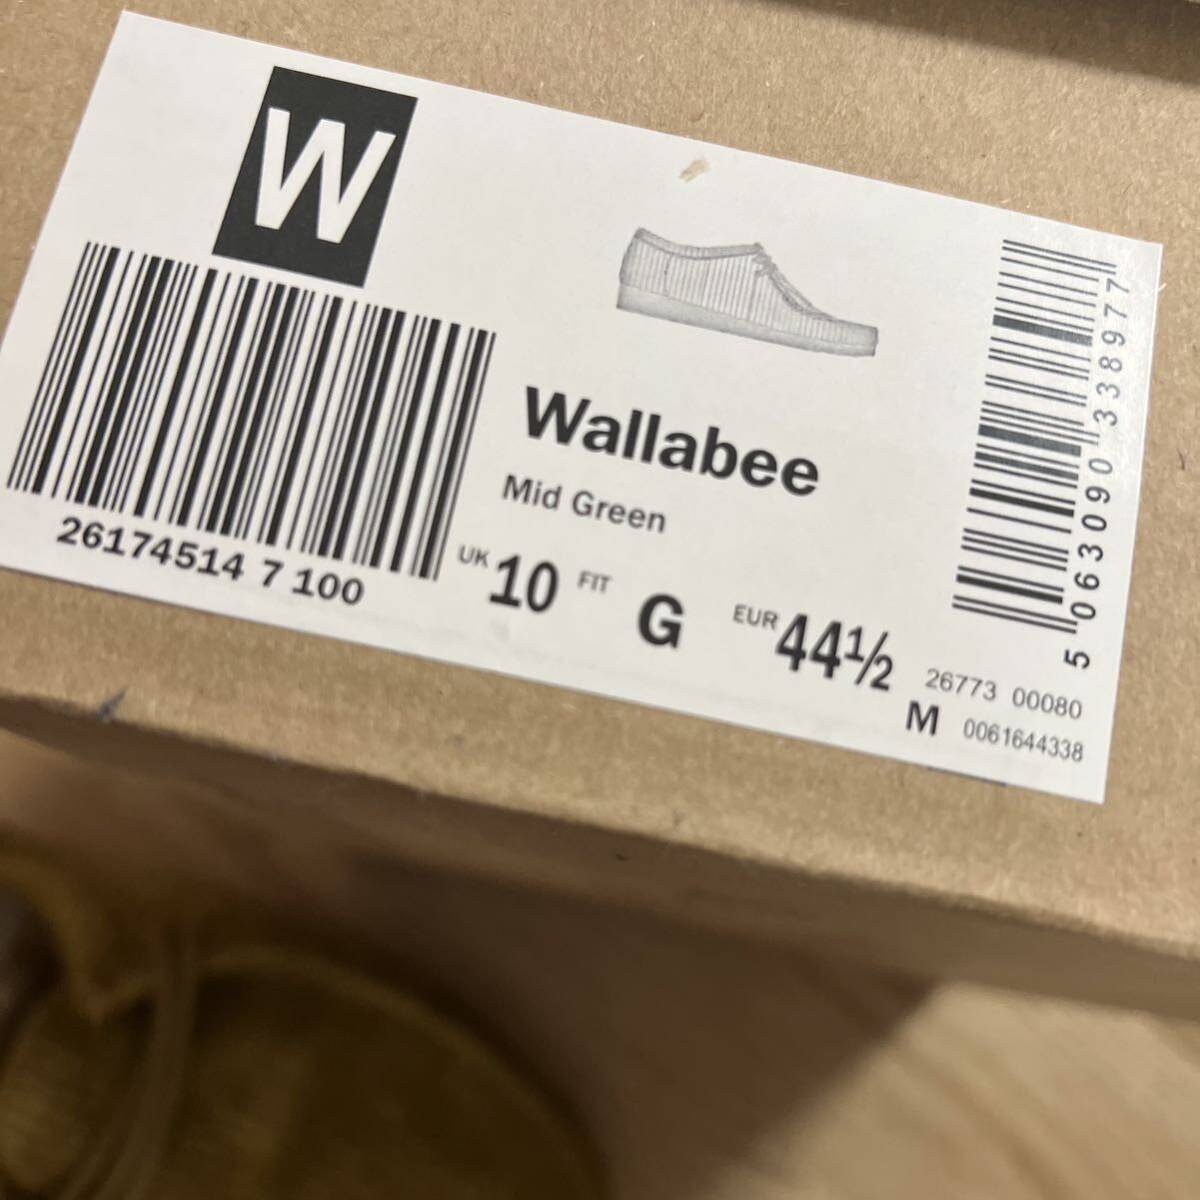 W
26174514 7 100
Wallabee
Mid Green
UK 10 FIT G EUR 44½
M
26773 00080
0061644338
5 063090 338977